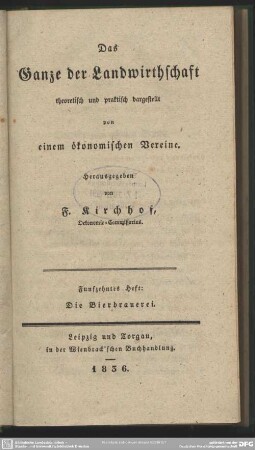 Das
Ganze der Landwirthschaft
theoretisch und praktisch dargestellt
von
einem ökonomischen Vereine.
Herausgegeben
von
F. Kirchhof,
Oekonomie-Commissarius.
Funfzehntes Heft:
Die Bierbrauerei.
Leipzig und Torgau,
in der Wienbrack'schen Buchhandlung.
1836.